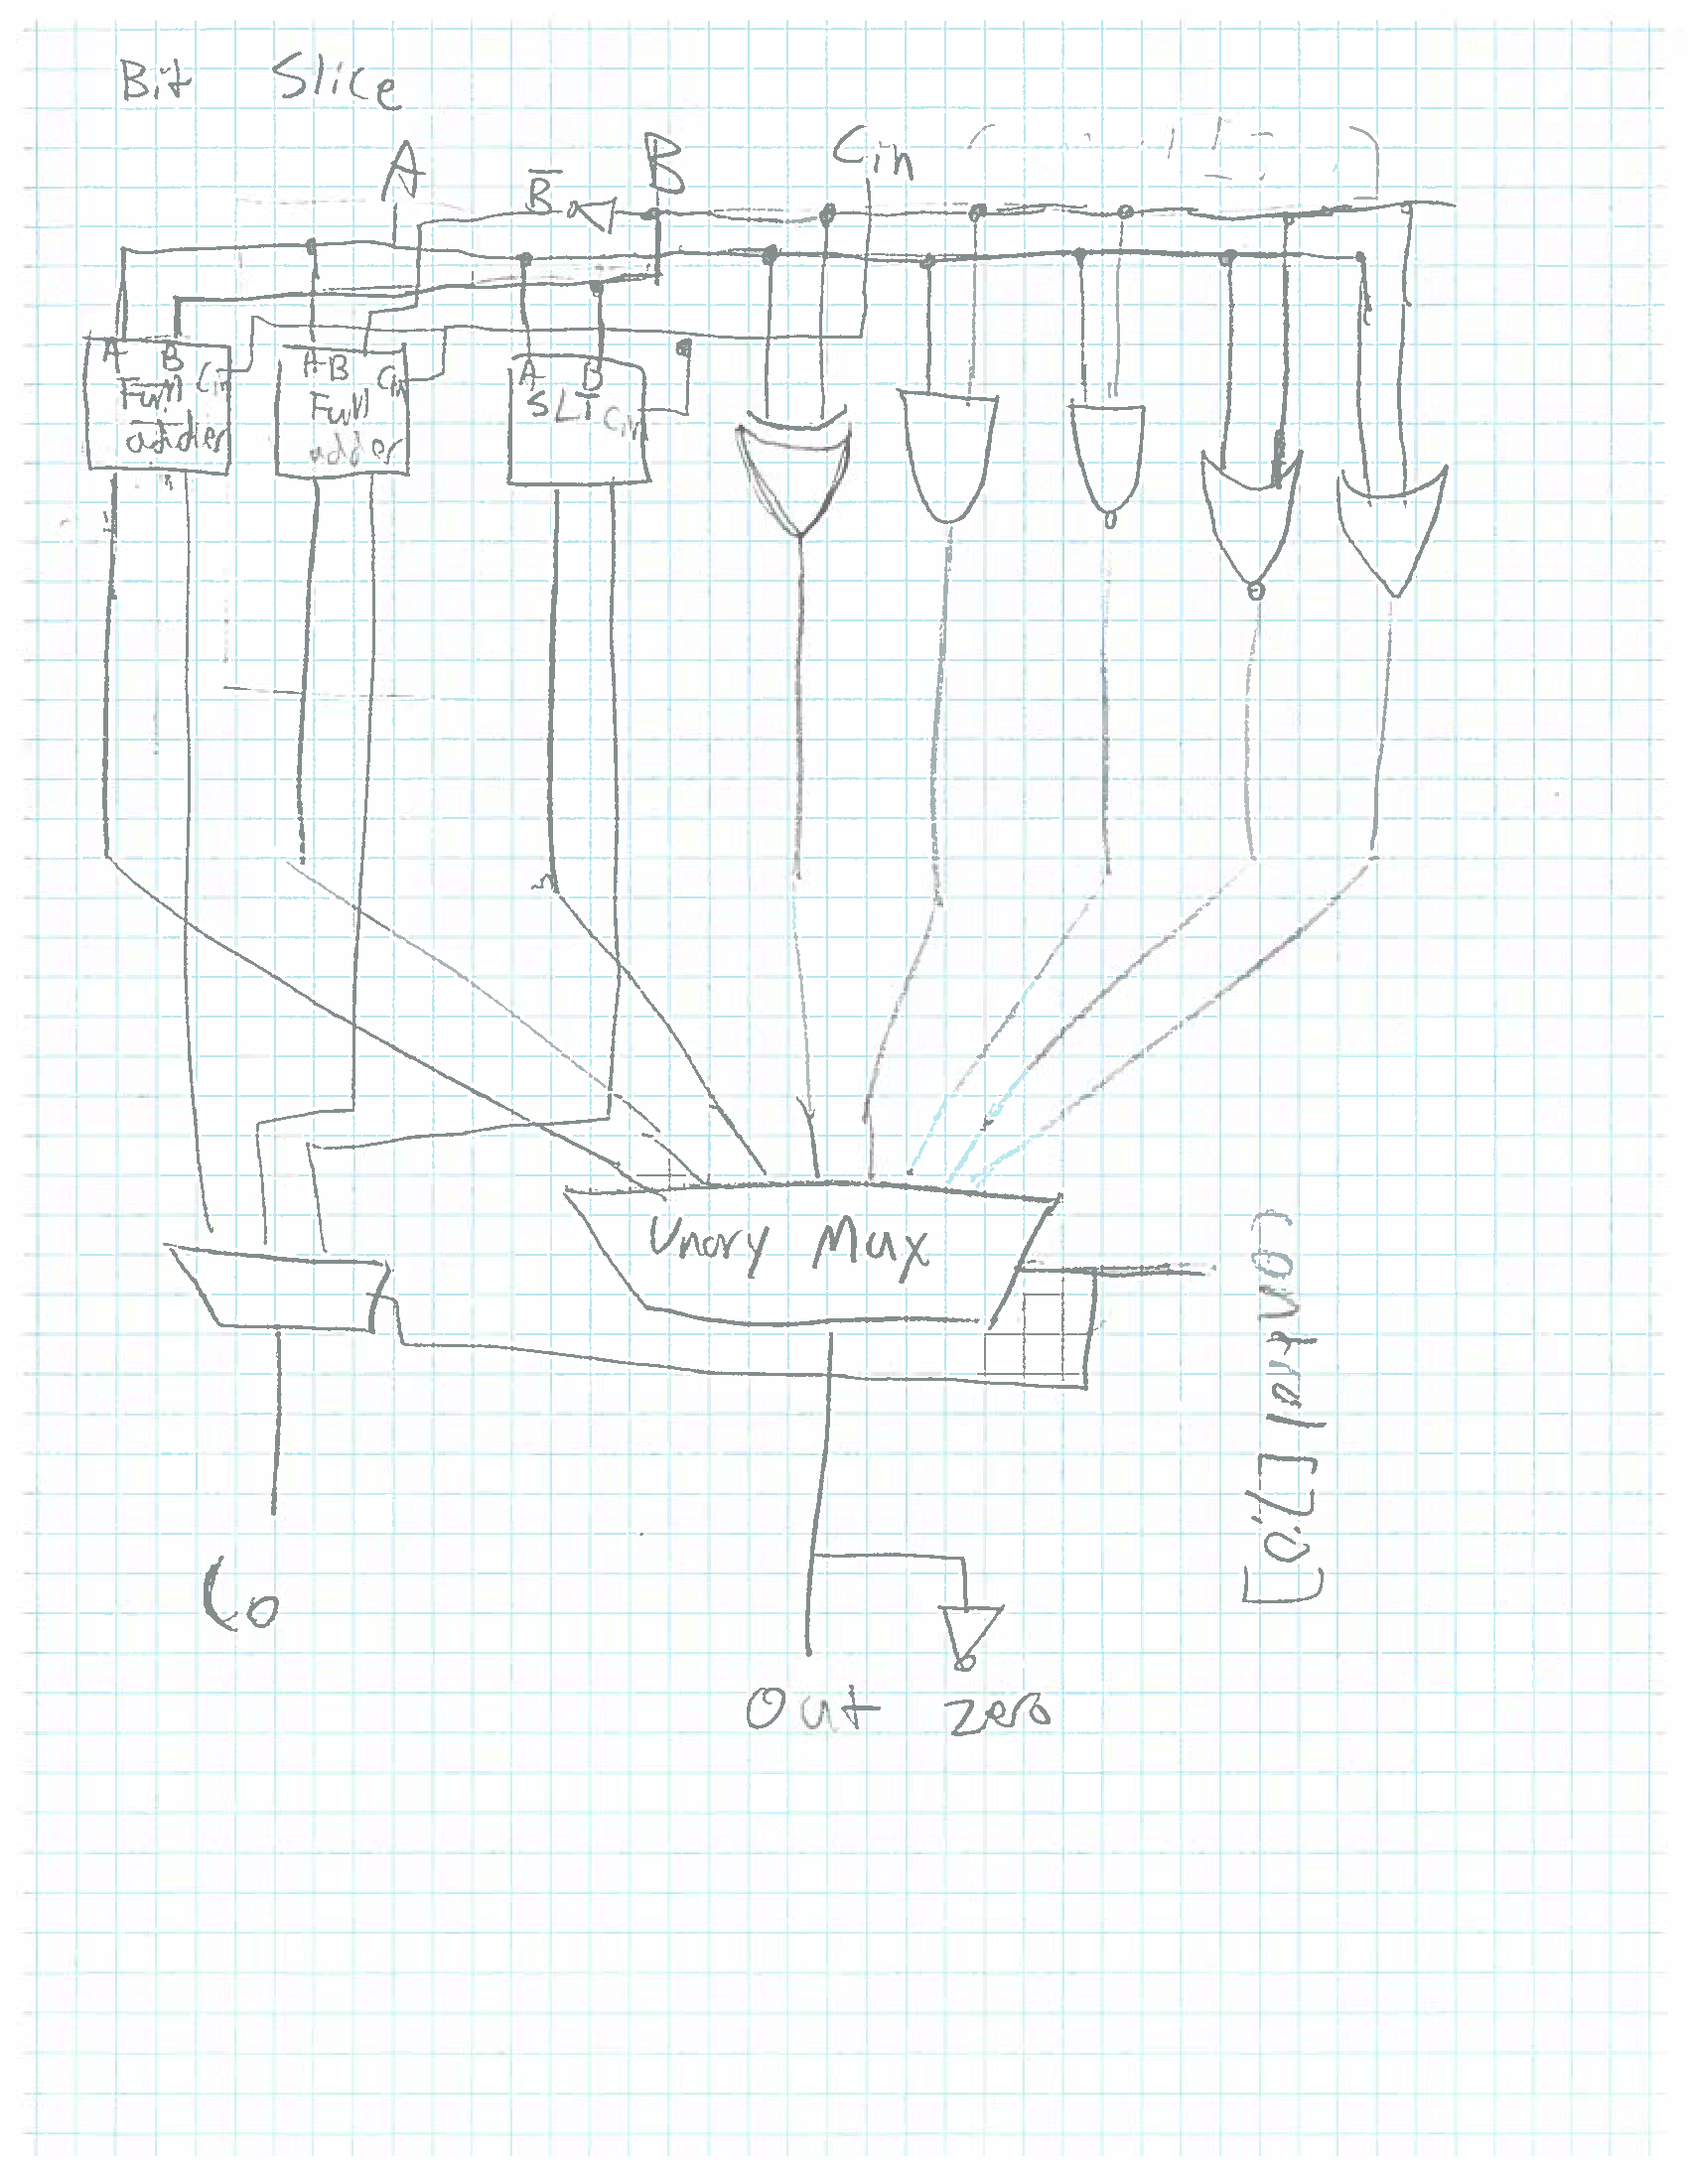 Bit Slice
A B̅ B Cin
A B Cin
Full
adder
A B Cin
Full
adder
A B
SLT Cin
Unary Mux
Control [7:0]
Co
Out zero